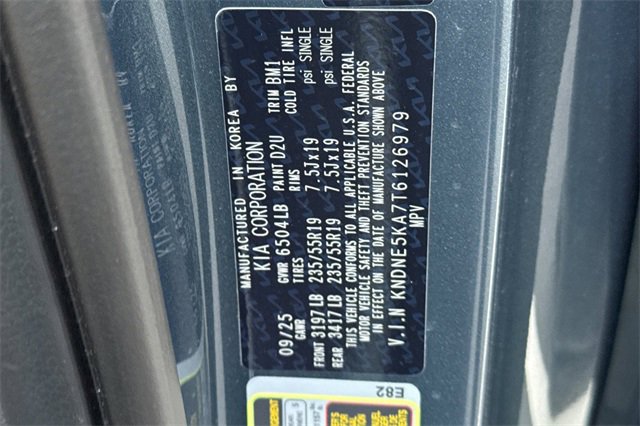 MANUFACTURED IN KOREA BY
KIA CORPORATION
09/25 GVWR 6504LB PAINT D2U TRIM BM1
GAWR TIRES RIMS COLD TIRE INFL
FRONT 3197LB 235/55R19 7.5Jx19 psi SINGLE
REAR 3417LB 235/55R19 7.5Jx19 psi SINGLE
THIS VEHICLE CONFORMS TO ALL APPLICABLE U.S.A. FEDERAL
MOTOR VEHICLE SAFETY AND THEFT PREVENTION STANDARDS
IN EFFECT ON THE DATE OF MANUFACTURE SHOWN ABOVE
V.I.N KNDNE5KA7T6126979
MPV
E82